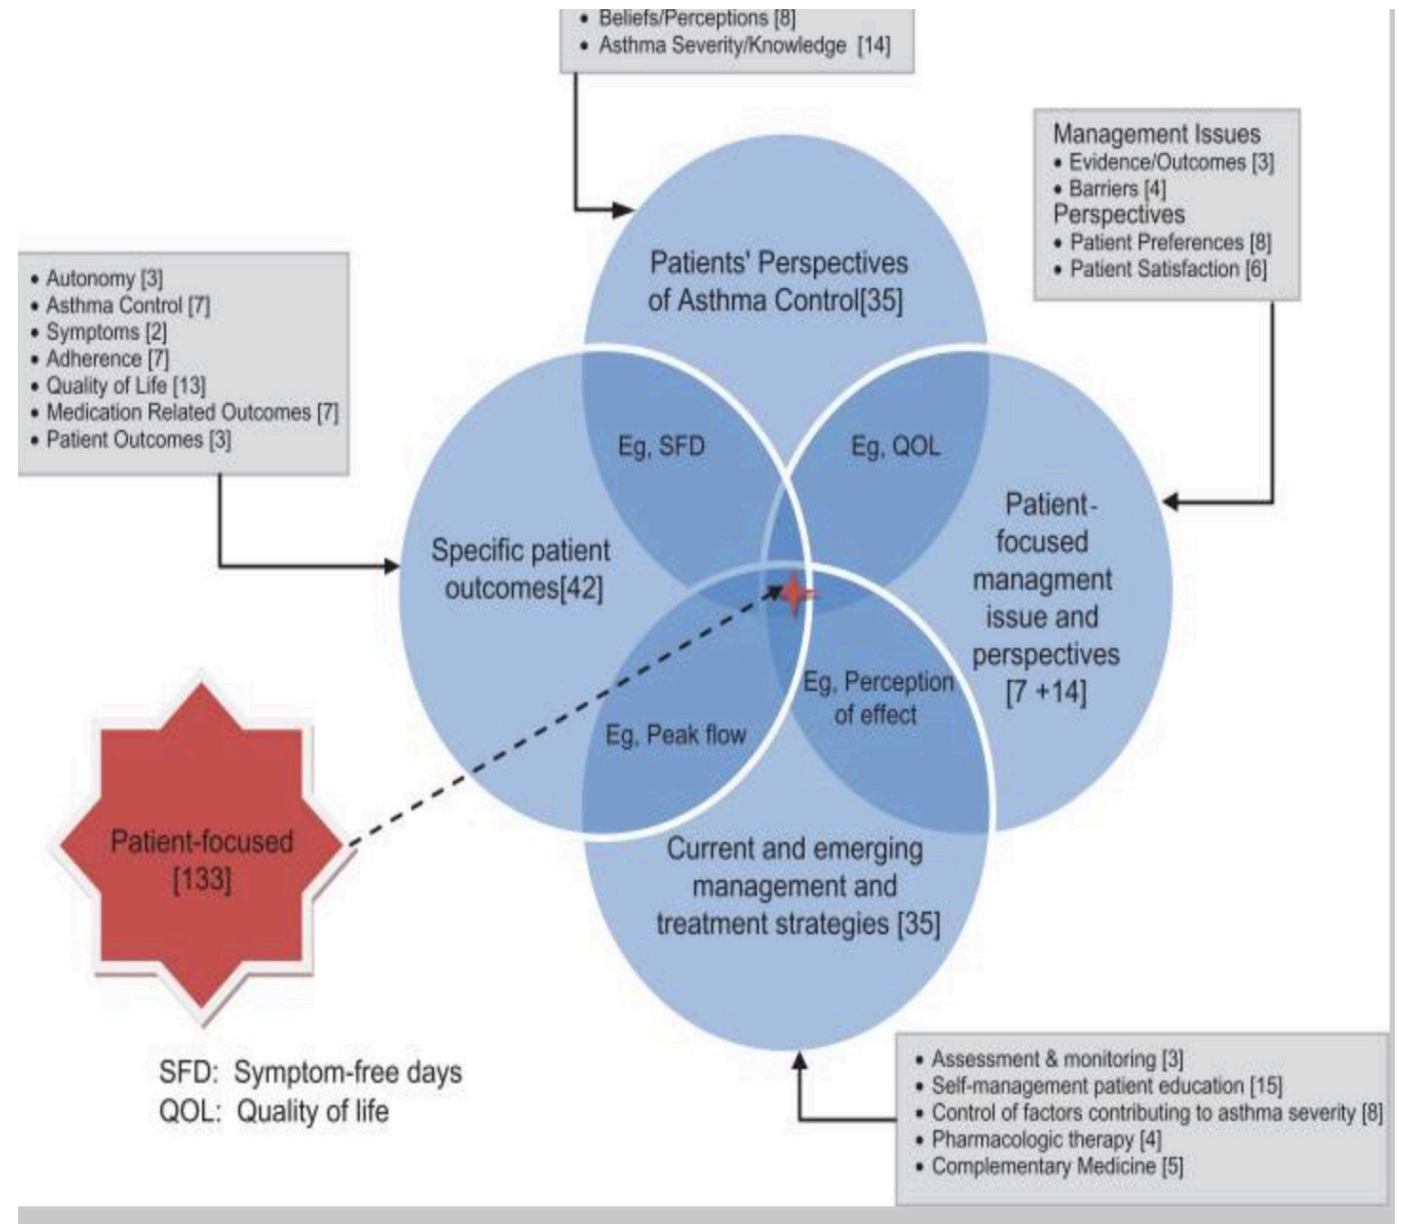 • Beliefs/Perceptions [8]
• Asthma Severity/Knowledge [14]
Management Issues
• Evidence/Outcomes [3]
• Barriers [4]
Perspectives
• Patient Preferences [8]
• Patient Satisfaction [6]
• Autonomy [3]
• Asthma Control [7]
• Symptoms [2]
• Adherence [7]
• Quality of Life [13]
• Medication Related Outcomes [7]
• Patient Outcomes [3]
Patients' Perspectives
of Asthma Control[35]
Eg, SFD
Eg, QOL
Specific patient
outcomes[42]
Patient-
focused
managment
issue and
perspectives
[7 +14]
Eg, Perception
of effect
Eg, Peak flow
Patient-focused
[133]
Current and emerging
management and
treatment strategies [35]
SFD: Symptom-free days
QOL: Quality of life
• Assessment & monitoring [3]
• Self-management patient education [15]
• Control of factors contributing to asthma severity [8]
• Pharmacologic therapy [4]
• Complementary Medicine [5]